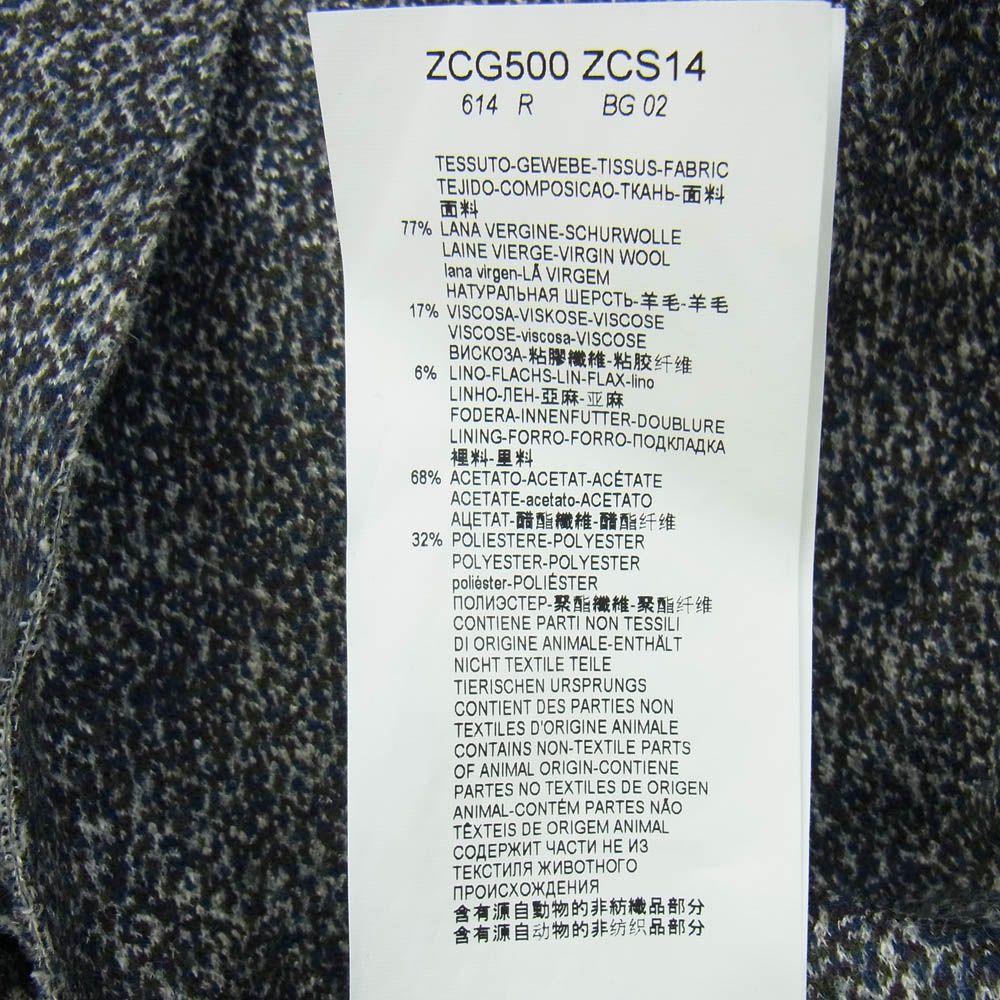 ZCG500 ZCS14
614 R BG 02
TESSUTO-GEWEBE-TISSUS-FABRIC
TEJIDO-COMPOSICAO-ТКАНЬ-面料
面料
77% LANA VERGINE-SCHURWOLLE
LAINE VIERGE-VIRGIN WOOL
lana virgen-LÃ VIRGEM
НАТУРАЛЬНАЯ ШЕРСТЬ-羊毛-羊毛
17% VISCOSA-VISKOSE-VISCOSE
VISCOSE-viscosa-VISCOSE
ВИСКОЗА-粘膠纖維-粘胶纤维
6% LINO-FLACHS-LIN-FLAX-lino
LINHO-ЛЕН-亞麻-亚麻
FODERA-INNENFUTTER-DOUBLURE
LINING-FORRO-FORRO-ПОДКЛАДКА
裡料-里料
68% ACETATO-ACETAT-ACÉTATE
ACETATE-acetato-ACETATO
АЦЕТАТ-醋酯纖維-醋酯纤维
32% POLIESTERE-POLYESTER
POLYESTER-POLYESTER
poliéster-POLIÉSTER
ПОЛИЭСТЕР-聚酯纖維-聚酯纤维
CONTIENE PARTI NON TESSILI
DI ORIGINE ANIMALE-ENTHÄLT
NICHT TEXTILE TEILE
TIERISCHEN URSPRUNGS
CONTIENT DES PARTIES NON
TEXTILES D'ORIGINE ANIMALE
CONTAINS NON-TEXTILE PARTS
OF ANIMAL ORIGIN-CONTIENE
PARTES NO TEXTILES DE ORIGEN
ANIMAL-CONTÉM PARTES NÃO
TÊXTEIS DE ORIGEM ANIMAL
СОДЕРЖИТ ЧАСТИ НЕ ИЗ
ТЕКСТИЛЯ ЖИВОТНОГО
ПРОИСХОЖДЕНИЯ
含有源自動物的非紡織品部分
含有源自动物的非纺织品部分